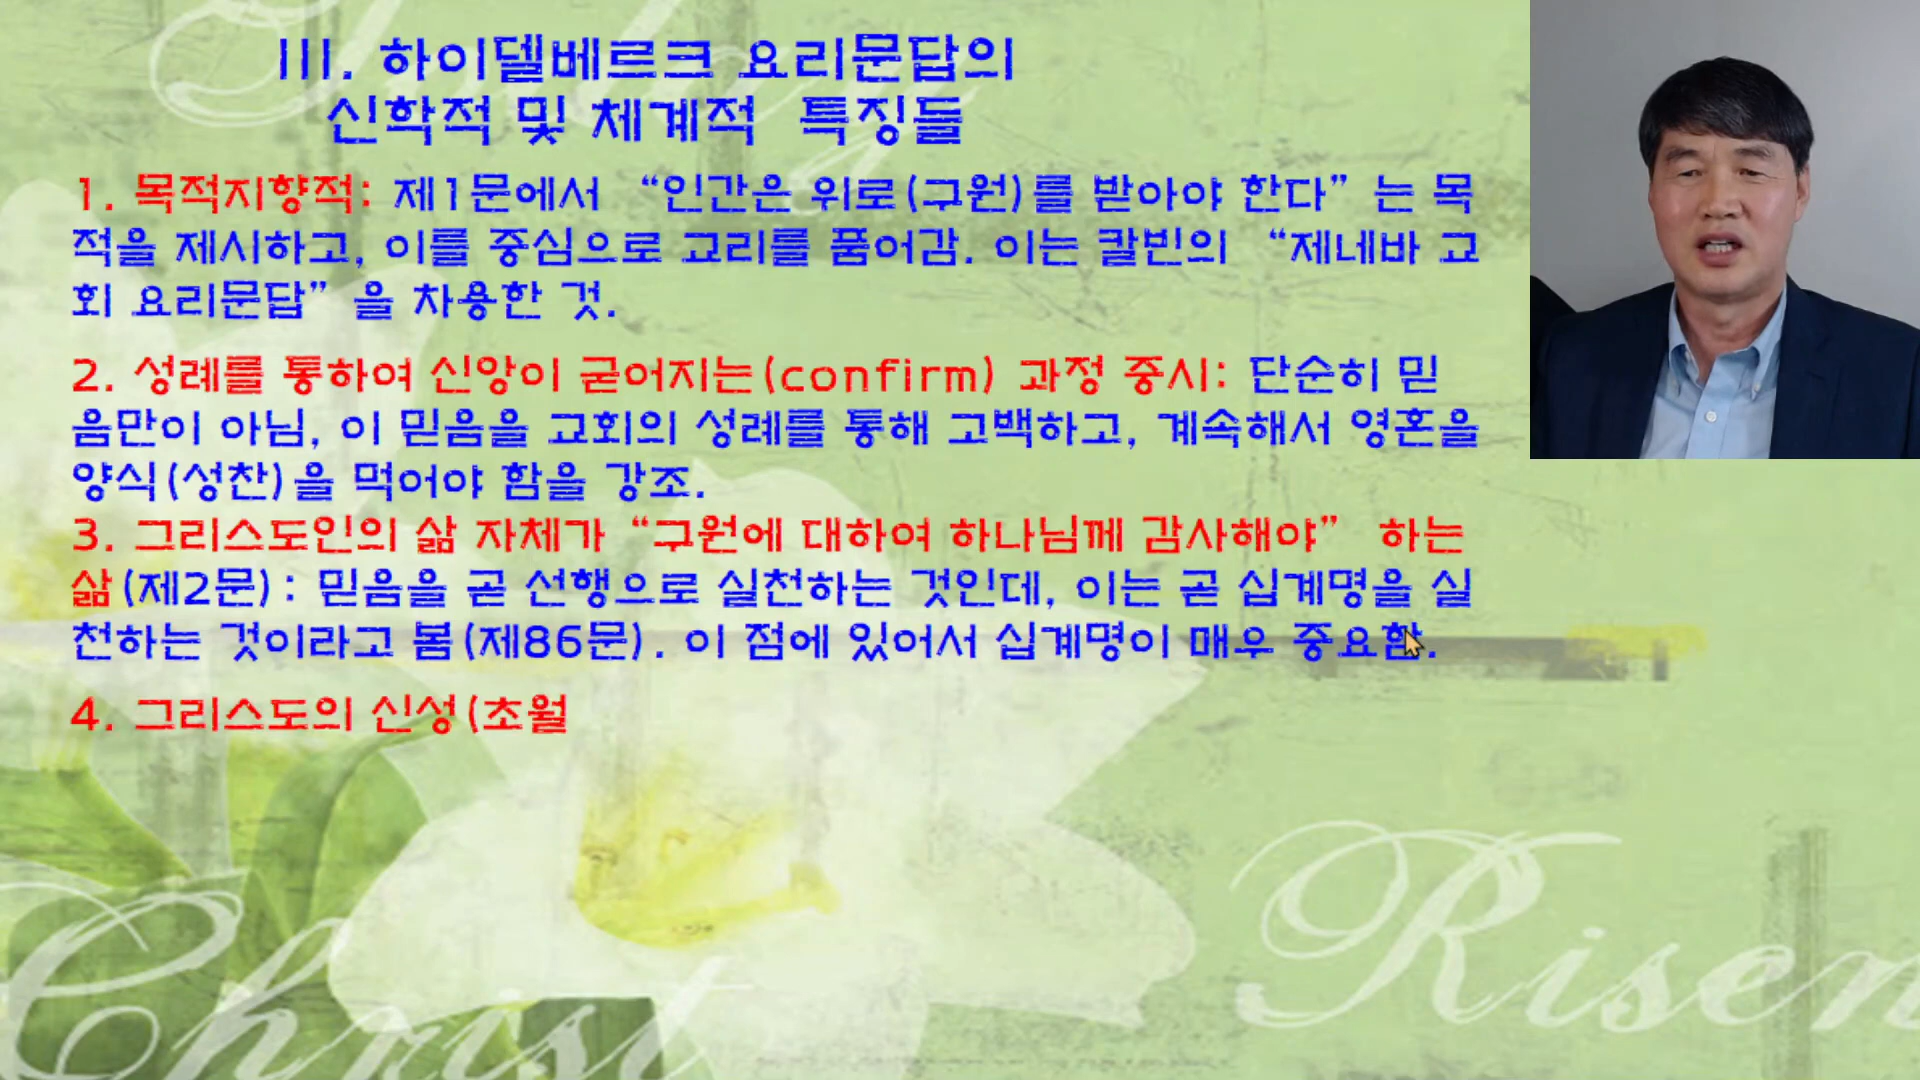 III. 하이델베르크 요리문답의
신학적 및 체계적 특징들
1. 목적지향적: 제1문에서 “인간은 위로(구원)를 받아야 한다”는 목
적을 제시하고, 이를 중심으로 교리를 품어감. 이는 칼빈의 “제네바 교
회 요리문답”을 차용한 것.
2. 성례를 통하여 신앙이 굳어지는(confirm) 과정 중시: 단순히 믿
음만이 아님, 이 믿음을 교회의 성례를 통해 고백하고, 계속해서 영혼을
양식(성찬)을 먹어야 함을 강조.
3. 그리스도인의 삶 자체가 “구원에 대하여 하나님께 감사해야” 하는
삶(제2문): 믿음을 곧 선행으로 실천하는 것인데, 이는 곧 십계명을 실
천하는 것이라고 봄(제86문). 이 점에 있어서 십계명이 매우 중요함.
4. 그리스도의 신성(초월
Christ
Risen